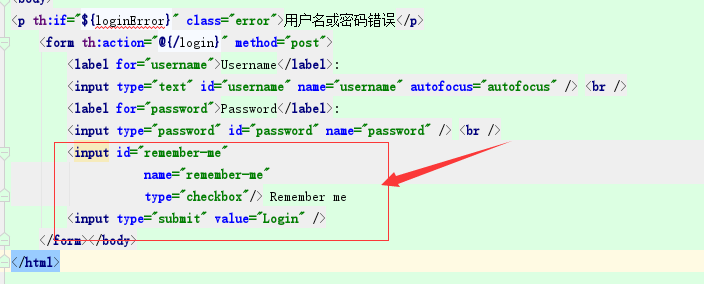 <body>
<p th:if="${loginError}" class="error">用户名或密码错误</p>
<form th:action="@{/login}" method="post">
<label for="username">Username</label>:
<input type="text" id="username" name="username" autofocus="autofocus" /> <br />
<label for="password">Password</label>:
<input type="password" id="password" name="password" /> <br />
<input id="remember-me"
name="remember-me"
type="checkbox"/> Remember me
<input type="submit" value="Login" />
</form></body>
</html>